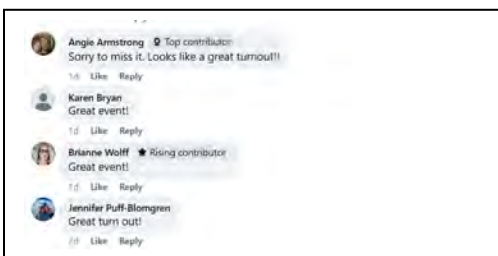 Angie Armstrong Top contributor
Sorry to miss it. Looks like a great turnout!!
1d Like Reply
Karen Bryan
Great event!
1d Like Reply
Brianne Wolff Rising contributor
Great event!
1d Like Reply
Jennifer Puff-Blomgren
Great turn out!
Like Reply